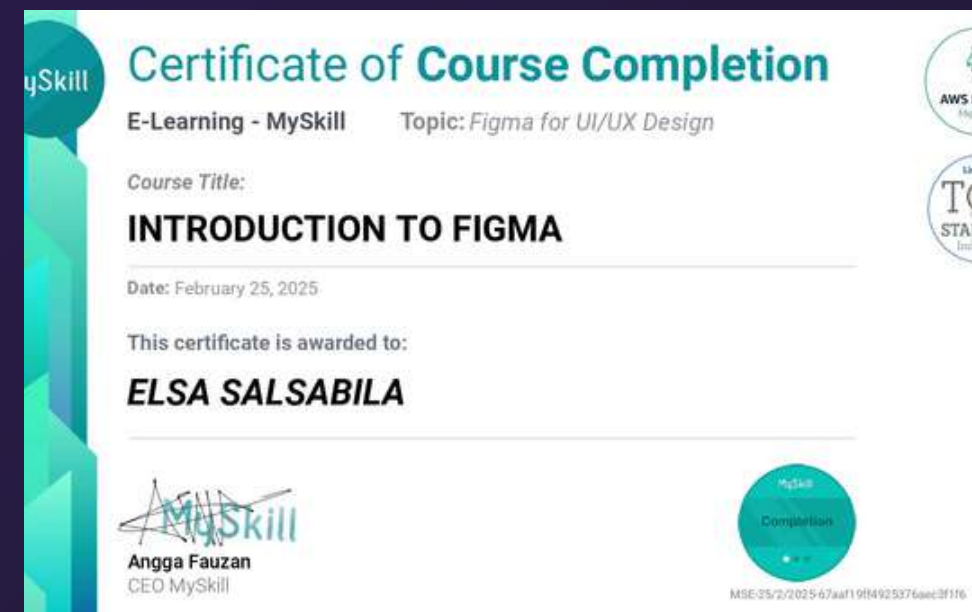 ySkill
Certificate of Course Completion
E-Learning - MySkill Topic: Figma for UI/UX Design
Course Title:
INTRODUCTION TO FIGMA
Date: February 25, 2025
This certificate is awarded to:
ELSA SALSABILA
MySkill
Angga Fauzan
CEO MySkill
MySkill
Completion
AWS
STA